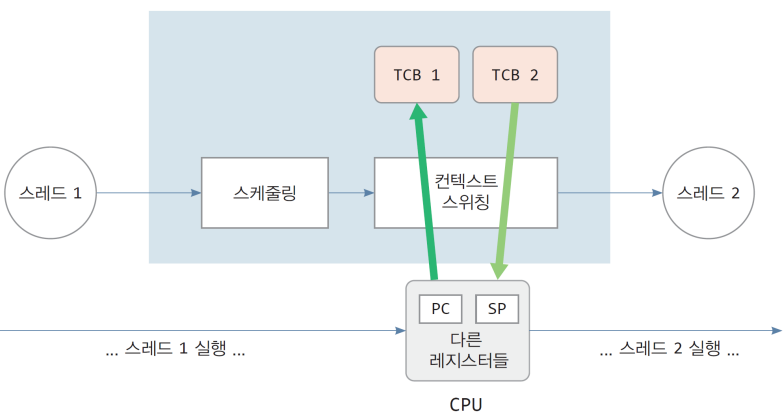 TCB 1
TCB 2
스레드 1
스케줄링
컨텍스트
스위칭
스레드 2
PC
SP
다른
레지스터들
... 스레드 1 실행 ...
... 스레드 2 실행 ...
CPU